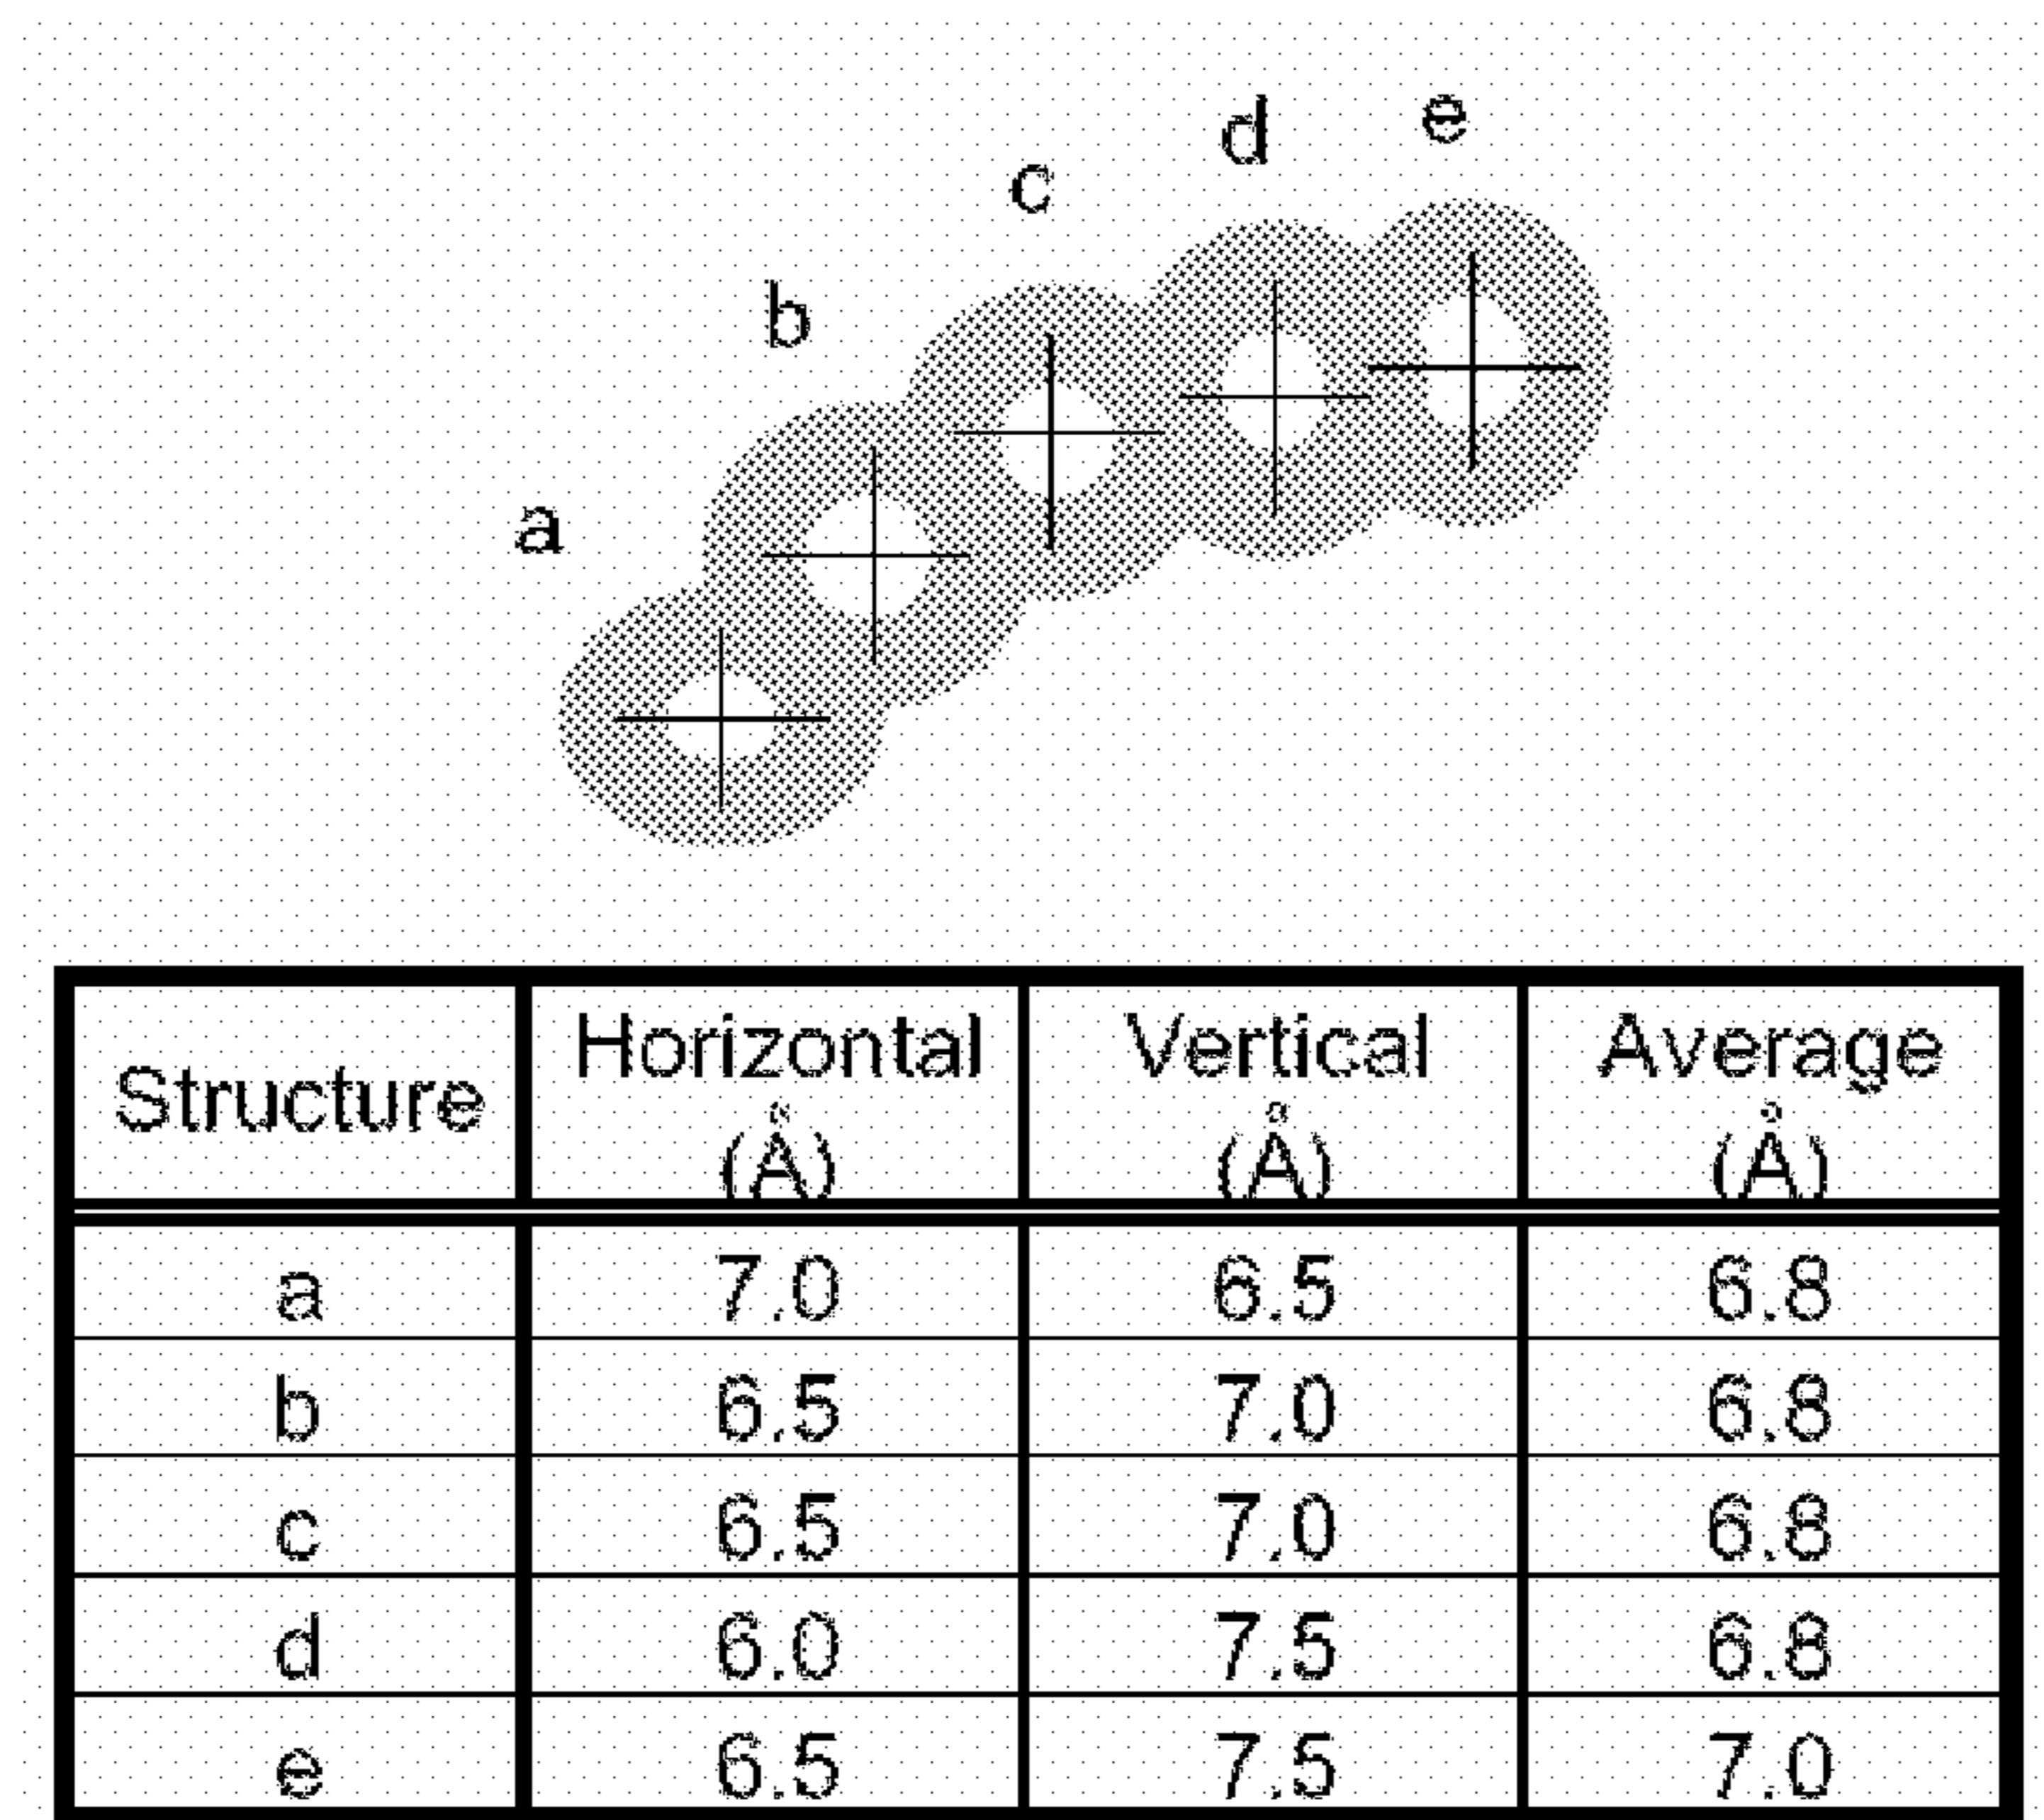 e
d
c
b
a
Structure Horizontal (Å) Vertical (Å) Average (Å)
a 7.0 6.5 6.8
b 6.5 7.0 6.8
c 6.5 7.0 6.8
d 6.0 7.5 6.8
e 6.5 7.5 7.0